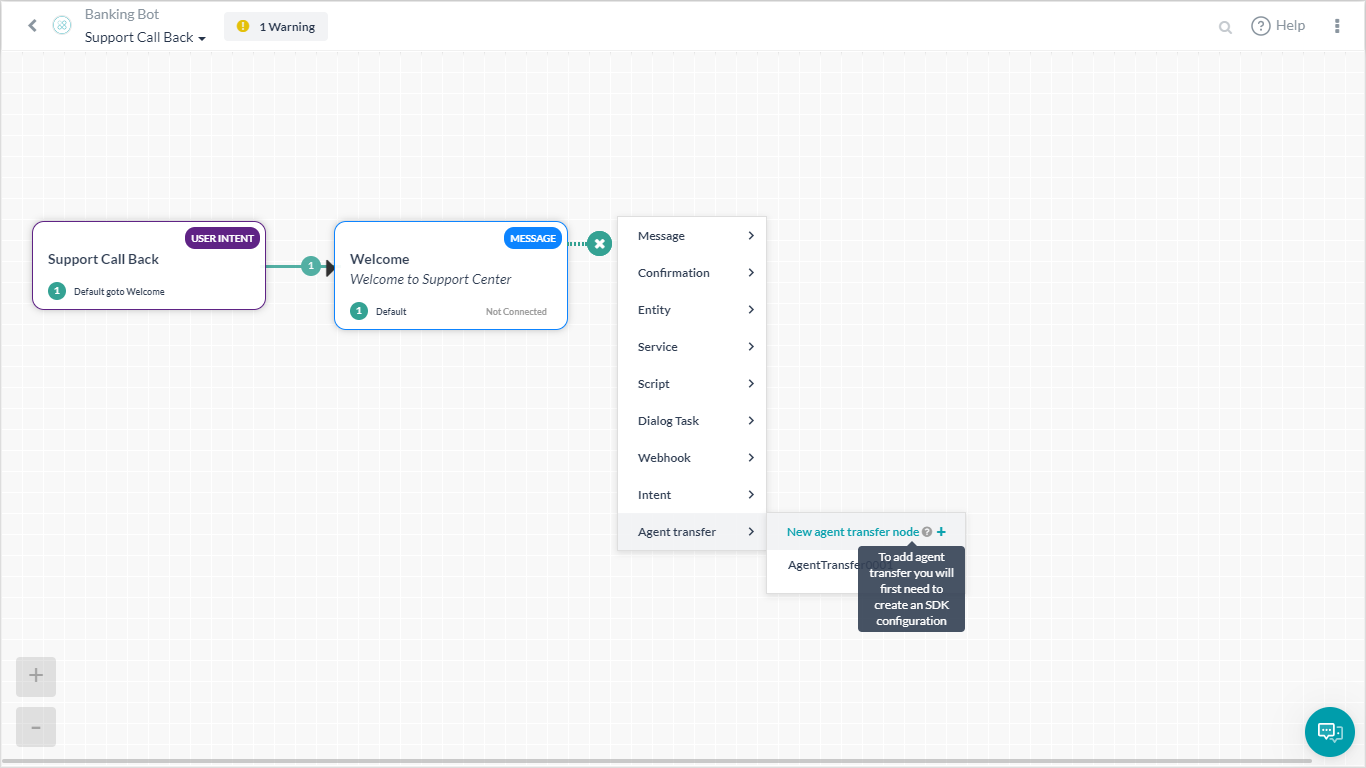 Banking Bot
Support Call Back
1 Warning
Help
USER INTENT
Support Call Back
1 Default goto Welcome
1
MESSAGE
Welcome
Welcome to Support Center
1 Default Not Connected
Message
Confirmation
Entity
Service
Script
Dialog Task
Webhook
Intent
Agent transfer
New agent transfer node ? +
AgentTransfer
To add agent
transfer you will
first need to
create an SDK
configuration
+
-